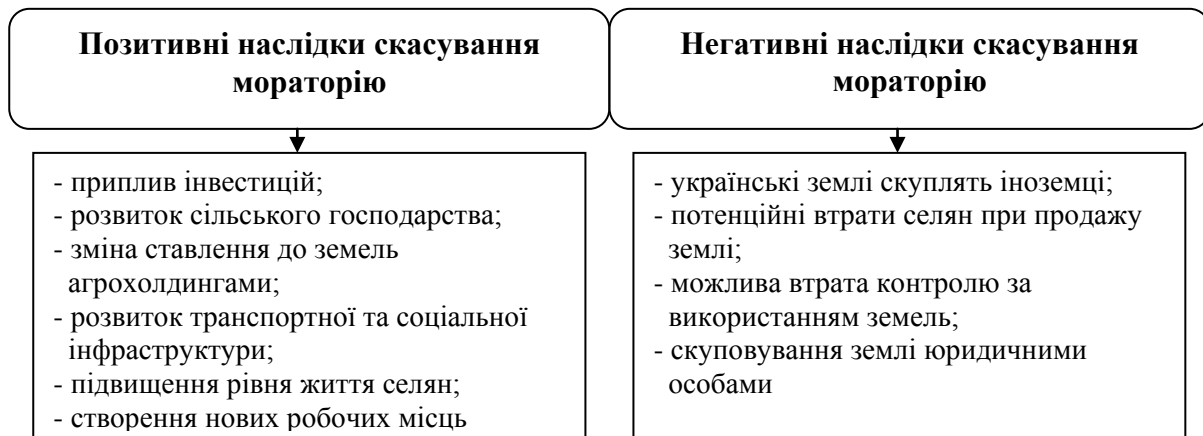 Позитивні наслідки скасування
мораторію
- приплив інвестицій;
- розвиток сільського господарства;
- зміна ставлення до земель
агрохолдингами;
- розвиток транспортної та соціальної
інфраструктури;
- підвищення рівня життя селян;
- створення нових робочих місць
Негативні наслідки скасування
мораторію
- українські землі скуплять іноземці;
- потенційні втрати селян при продажу
землі;
- можлива втрата контролю за
використанням земель;
- скуповування землі юридичними
особами